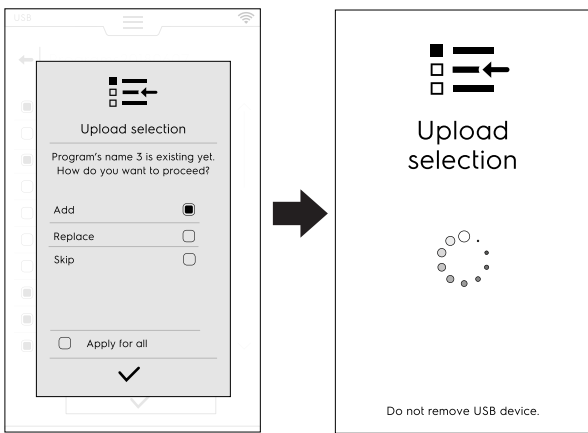 USB
Upload selection
Program's name 3 is existing yet.
How do you want to proceed?
Add
Replace
Skip
Apply for all
Upload
selection
Do not remove USB device.